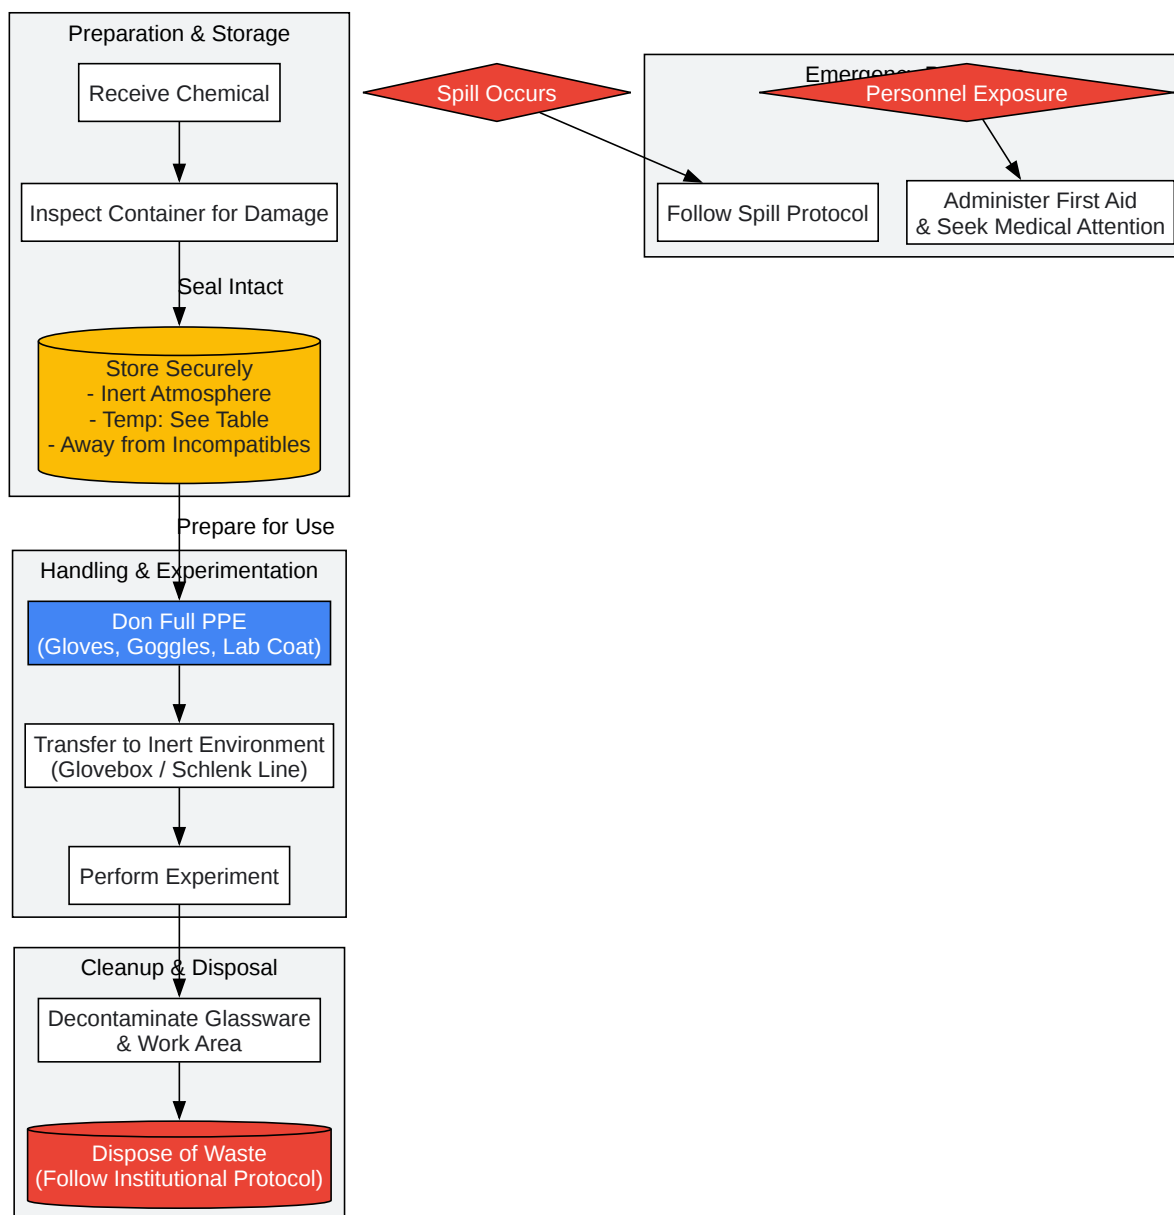 Preparation & Storage
Receive Chemical
Inspect Container for Damage
Seal Intact
Store Securely
- Inert Atmosphere
- Temp: See Table
- Away from Incompatibles
Prepare for Use
Handling & Experimentation
Don Full PPE
(Gloves, Goggles, Lab Coat)
Transfer to Inert Environment
(Glovebox / Schlenk Line)
Perform Experiment
Cleanup & Disposal
Decontaminate Glassware
& Work Area
Dispose of Waste
(Follow Institutional Protocol)
Spill Occurs
Personnel Exposure
Follow Spill Protocol
Administer First Aid
& Seek Medical Attention